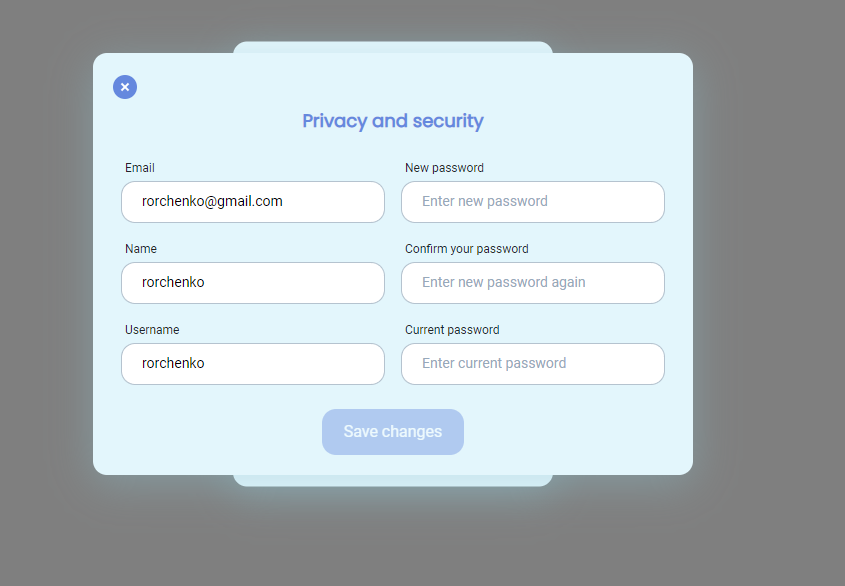 Privacy and security
Email
New password
rorchenko@gmail.com
Enter new password
Name
Confirm your password
rorchenko
Enter new password again
Username
Current password
rorchenko
Enter current password
Save changes